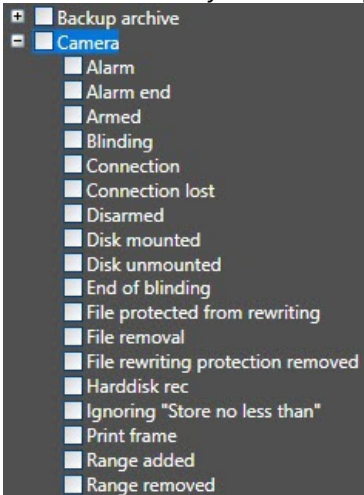 Backup archive
Camera
Alarm
Alarm end
Armed
Blinding
Connection
Connection lost
Disarmed
Disk mounted
Disk unmounted
End of blinding
File protected from rewriting
File removal
File rewriting protection removed
Harddisk rec
Ignoring "Store no less than"
Print frame
Range added
Range removed